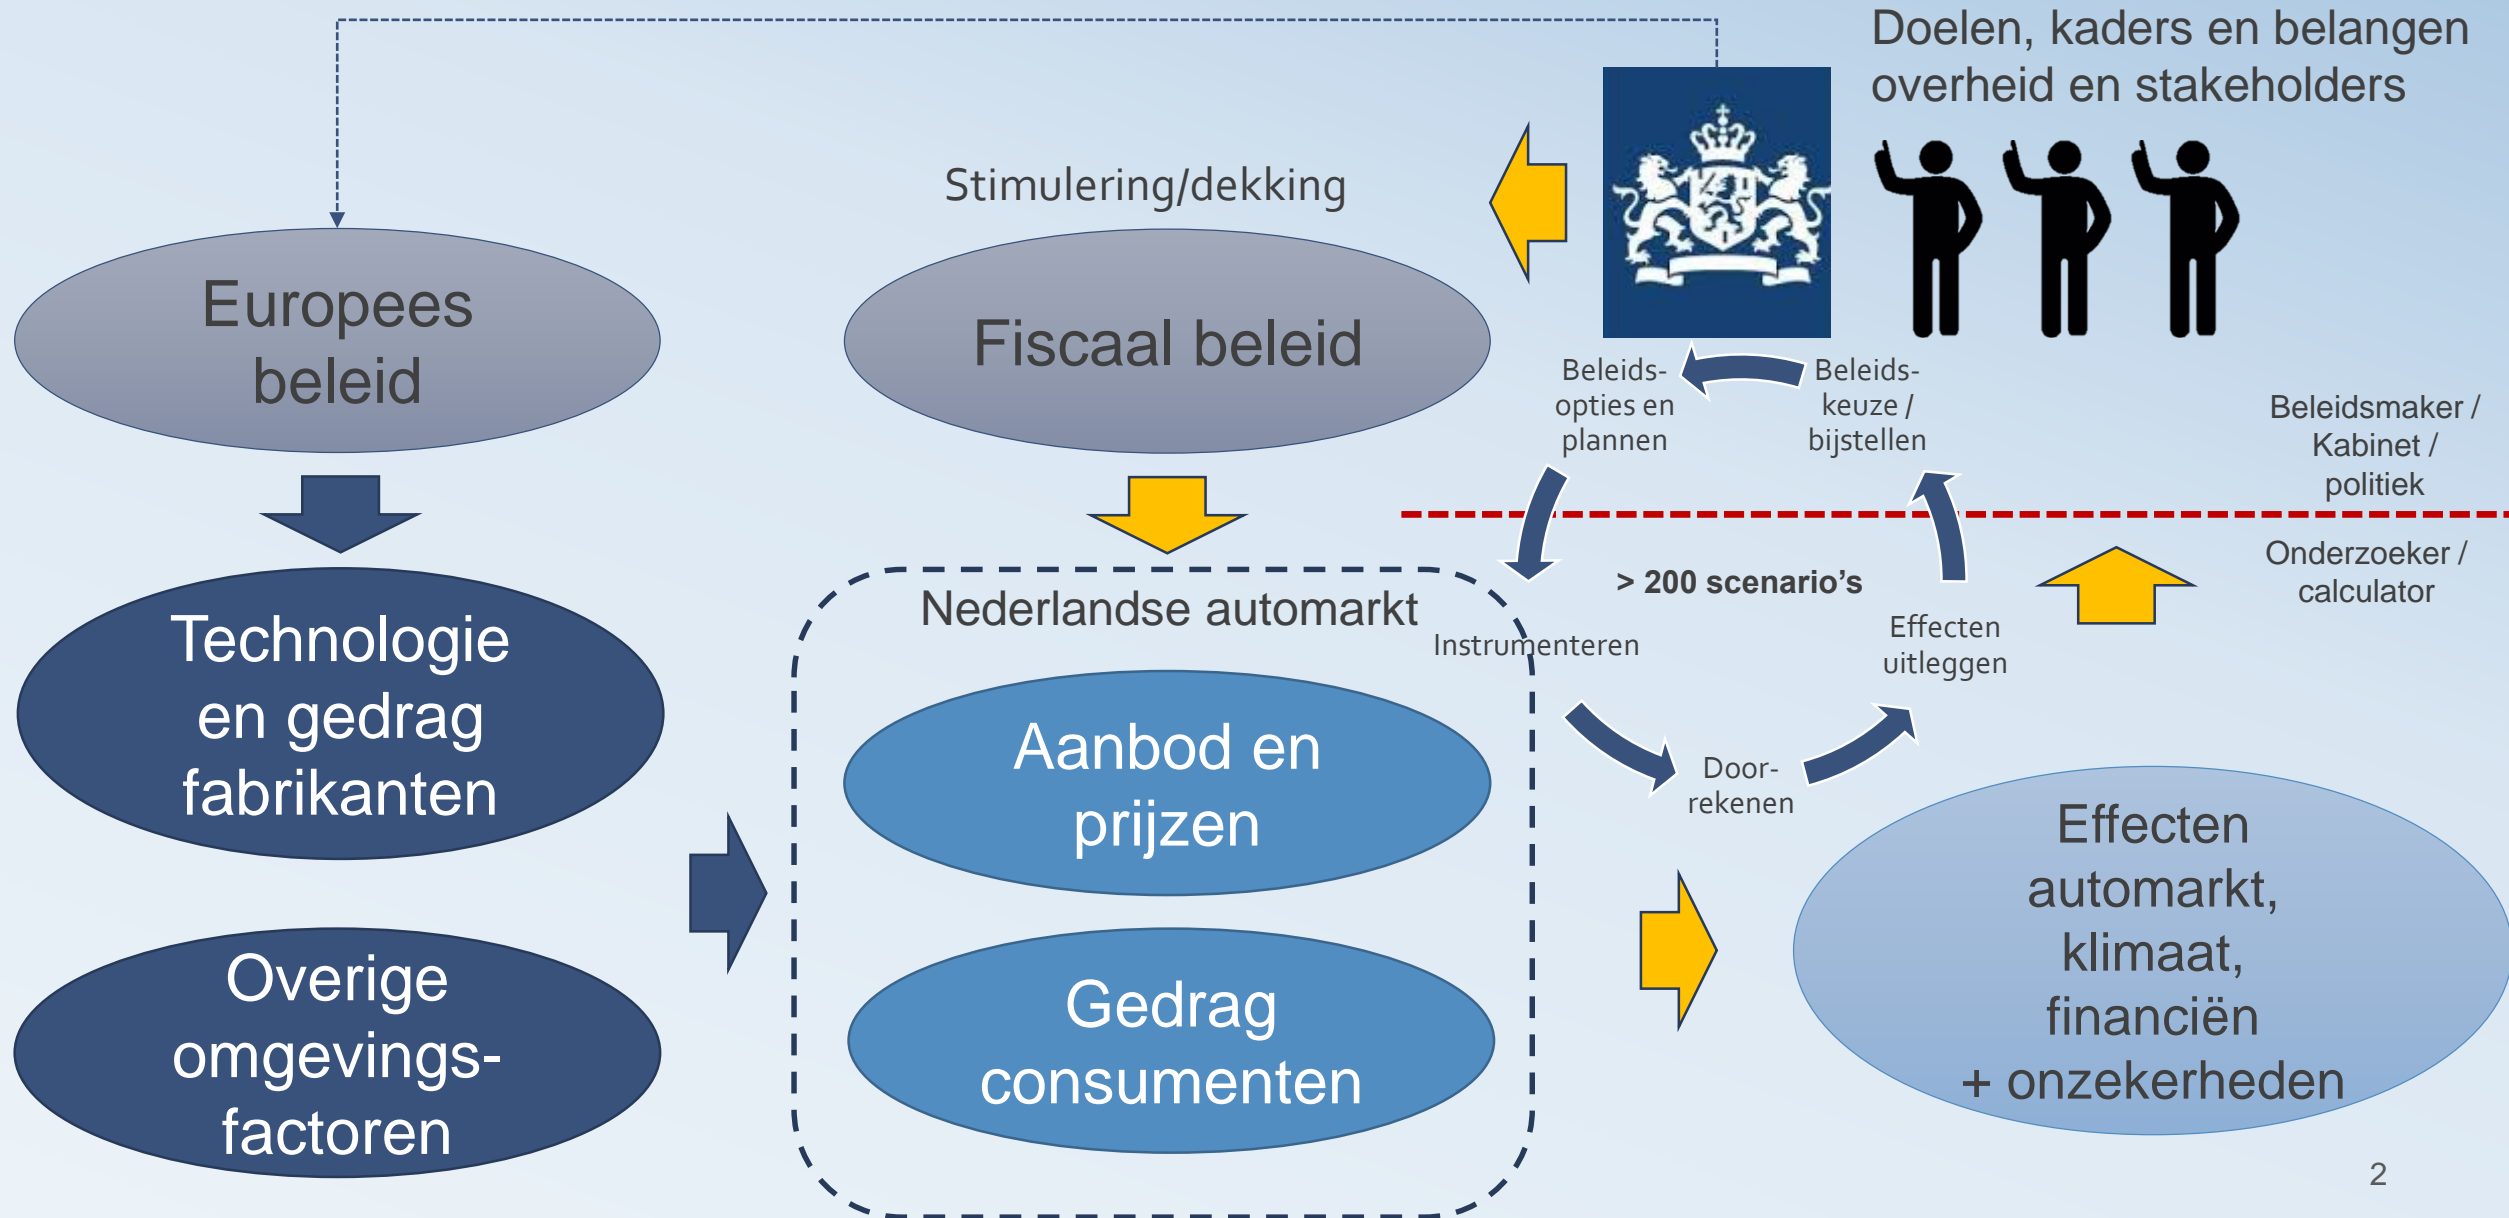 Doelen, kaders en belangen
overheid en stakeholders
Stimulering/dekking
Europees
beleid
Fiscaal beleid
Beleids-
opties en
plannen
Beleids-
keuze /
bijstellen
Beleidsmaker /
Kabinet /
politiek
Onderzoeker /
calculator
> 200 scenario's
Nederlandse automarkt
Instrumenteren
Effecten
uitleggen
Door-
rekenen
Technologie
en gedrag
fabrikanten
Aanbod en
prijzen
Overige
omgevings-
factoren
Gedrag
consumenten
Effecten
automarkt,
klimaat,
financiën
+ onzekerheden
2